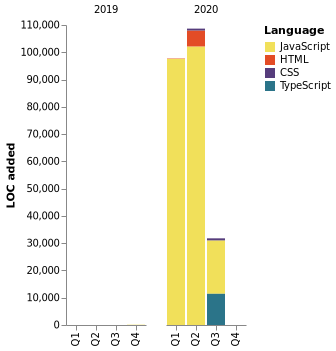 2019
2020
Language
JavaScript
HTML
CSS
TypeScript
LOC added
110,000
100,000
90,000
80,000
70,000
60,000
50,000
40,000
30,000
20,000
10,000
0
Q1
Q2
Q3
Q4
Q1
Q2
Q3
Q4